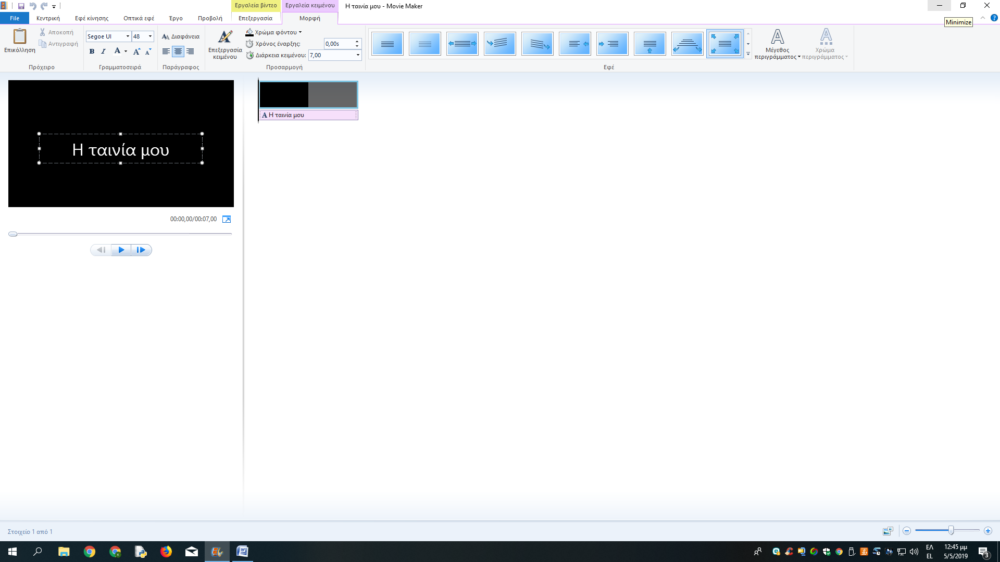 Εργαλεία βίντεο
Εργαλεία κειμένου
Η ταινία μου - Movie Maker
File
Κεντρική
Εφέ κίνησης
Οπτικά εφέ
Έργο
Προβολή
Επεξεργασία
Μορφή
Minimize
Επικόλληση
Αποκοπή
Αντιγραφή
Πρόχειρο
Segoe UI
48
Διαφάνεια
Γραμματοσειρά
Παράγραφος
Επεξεργασία
κειμένου
Χρώμα φόντου
Χρόνος έναρξης:
0,00s
Διάρκεια κειμένου:
7,00
Προσαρμογή
Εφέ
Μέγεθος
περιγράμματος
Χρώμα
περιγράμματος
Η ταινία μου
Η ταινία μου
00:00,00/00:07,00
Στοιχείο 1 από 1
ΕΛ
EL
12:45 μμ
5/5/2019
3